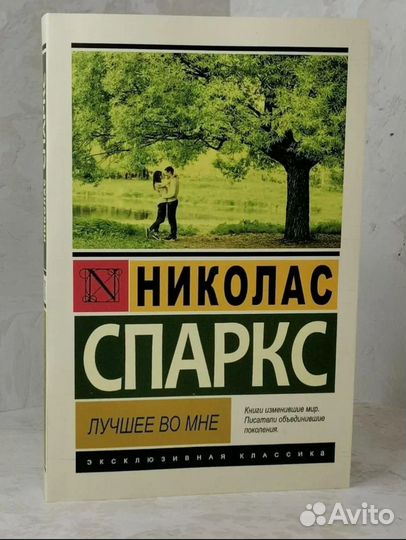 N
НИКОЛАС
СПАРКС
ЛУЧШЕЕ ВО МНЕ
Книги изменившие мир.
Писатели объединившие
поколения.
ЭКСКЛЮЗИВНАЯ КЛАССИКА
Avito